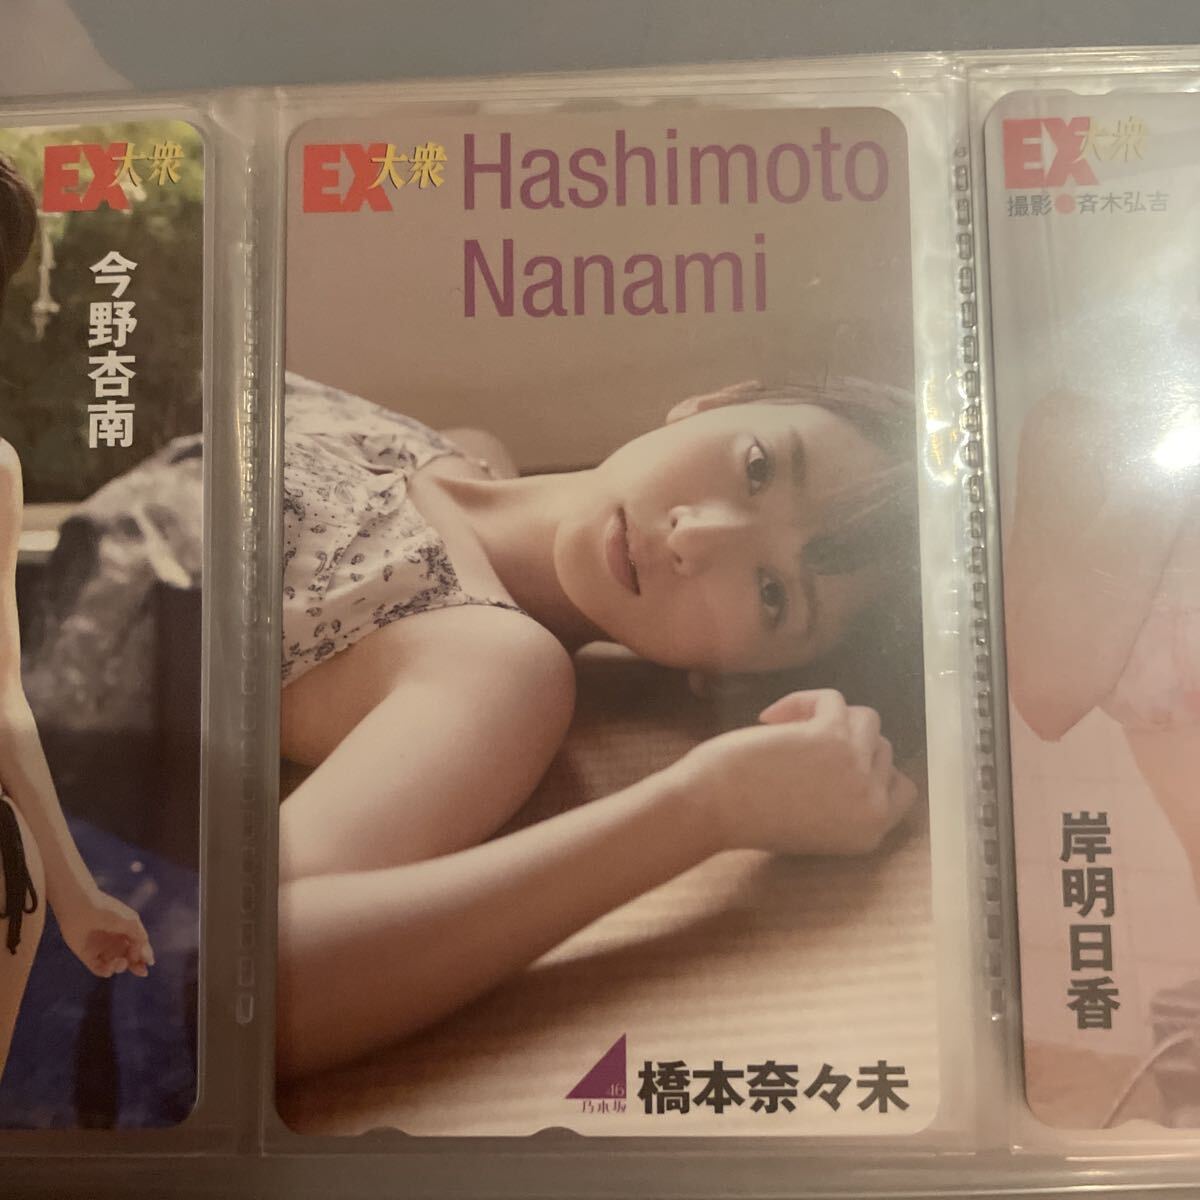 EX大衆
今野杏南
EX大衆
Hashimoto
Nanami
46
乃木坂
橋本奈々未
EX大衆
撮影●斉木弘吉
岸明日香